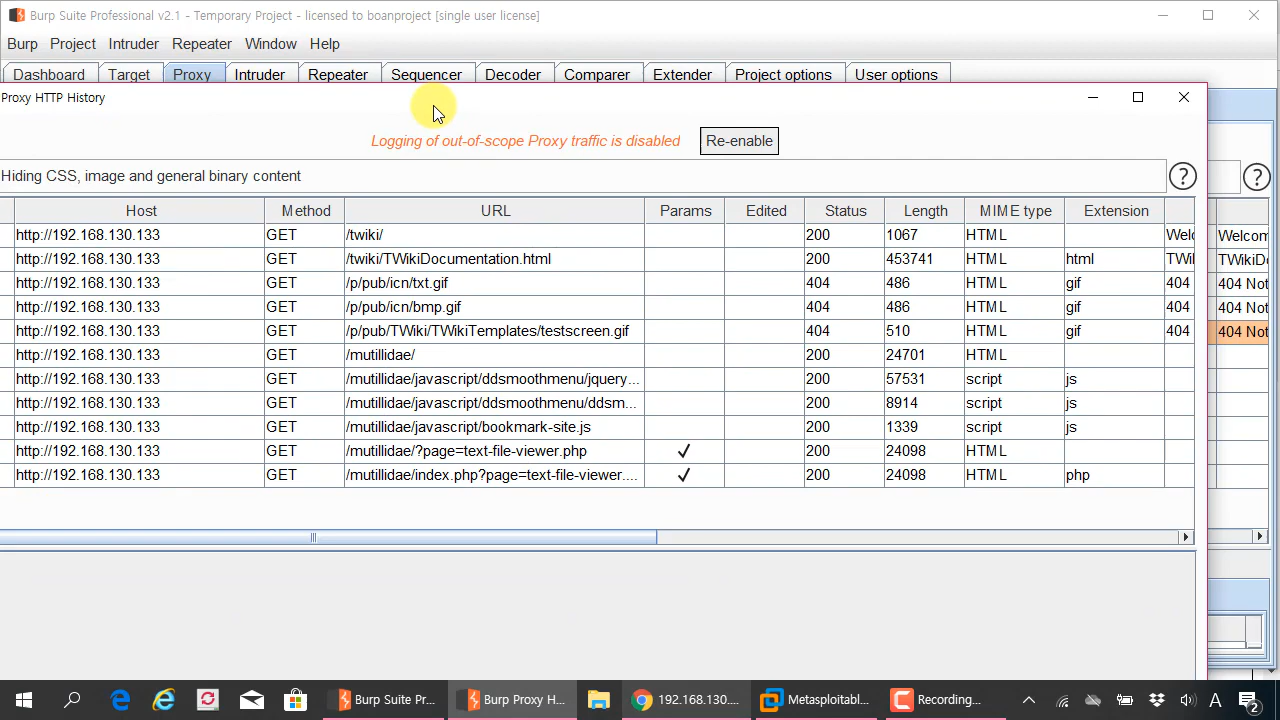 Burp Suite Professional v2.1 - Temporary Project - licensed to boanproject [single user license]
Burp Project Intruder Repeater Window Help
Dashboard Target Proxy Intruder Repeater Sequencer Decoder Comparer Extender Project options User options
Proxy HTTP History
Logging of out-of-scope Proxy traffic is disabled Re-enable
Hiding CSS, image and general binary content ? ?
Host Method URL Params Edited Status Length MIME type Extension
http://192.168.130.133 GET /twiki/ 200 1067 HTML Welc Welcom
http://192.168.130.133 GET /twiki/TWikiDocumentation.html 200 453741 HTML html TWil TWikiDo
http://192.168.130.133 GET /p/pub/icn/txt.gif 404 486 HTML gif 404 404 Not
http://192.168.130.133 GET /p/pub/icn/bmp.gif 404 486 HTML gif 404 404 Not
http://192.168.130.133 GET /p/pub/TWiki/TWikiTemplates/testscreen.gif 404 510 HTML gif 404 404 Not
http://192.168.130.133 GET /mutillidae/ 200 24701 HTML
http://192.168.130.133 GET /mutillidae/javascript/ddsmoothmenu/jquery... 200 57531 script js
http://192.168.130.133 GET /mutillidae/javascript/ddsmoothmenu/ddsm... 200 8914 script js
http://192.168.130.133 GET /mutillidae/javascript/bookmark-site.js 200 1339 script js
http://192.168.130.133 GET /mutillidae/?page=text-file-viewer.php ✓ 200 24098 HTML
http://192.168.130.133 GET /mutillidae/index.php?page=text-file-viewer.... ✓ 200 24098 HTML php
Burp Suite Pr... Burp Proxy H... 192.168.130.... Metasploitabl... Recording... A 2